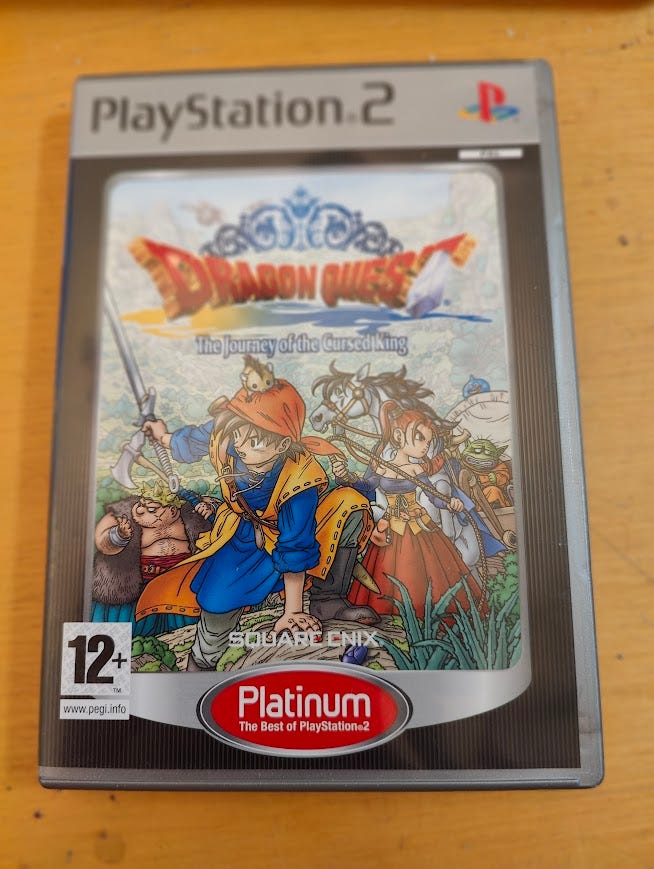 PlayStation®2
DRAGON QUEST
The Journey of the Cursed King
SQUARE ENIX
12+
TM
www.pegi.info
Platinum
The Best of PlayStation®2